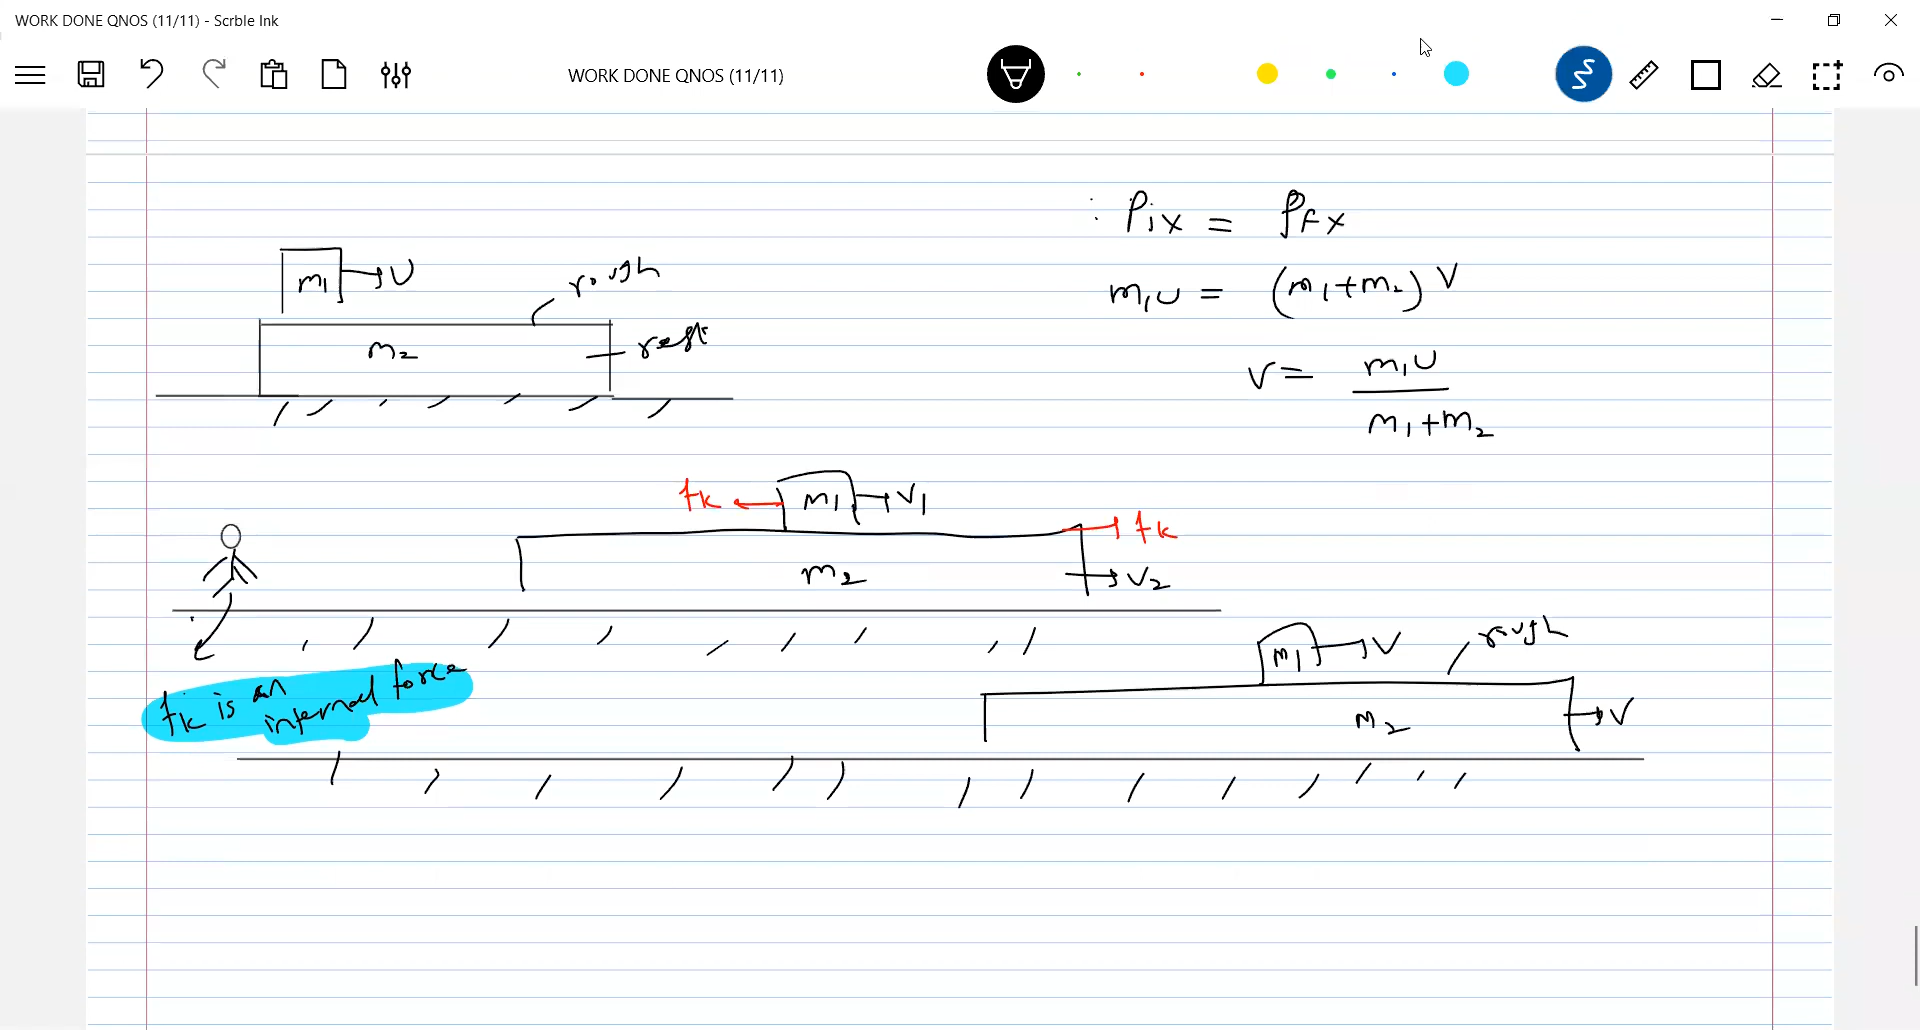 WORK DONE QNOS (11/11) - Scrble Ink
WORK DONE QNOS (11/11)
∴ Pix = PFx
m1 → U
rough
m1U = (m1+m2) V
m2
rest
V = m1U / m1+m2
fk ← m1 → V1
→ fk
m2 → V2
m1 → V
rough
fk is an internal force
m2 → V